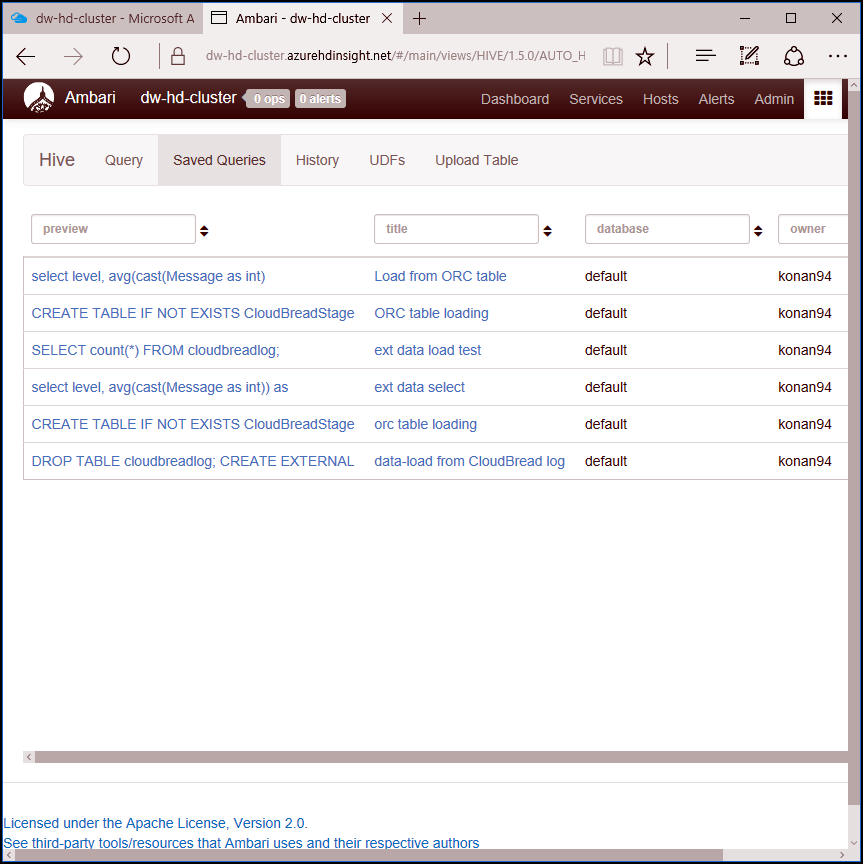 dw-hd-cluster - Microsoft A
Ambari - dw-hd-cluster
dw-hd-cluster.azurehdinsight.net/#/main/views/HIVE/1.5.0/AUTO_H
Ambari dw-hd-cluster 0 ops 0 alerts Dashboard Services Hosts Alerts Admin
Hive Query Saved Queries History UDFs Upload Table
preview title database owner
select level, avg(cast(Message as int) Load from ORC table default konan94
CREATE TABLE IF NOT EXISTS CloudBreadStage ORC table loading default konan94
SELECT count(*) FROM cloudbreadlog; ext data load test default konan94
select level, avg(cast(Message as int)) as ext data select default konan94
CREATE TABLE IF NOT EXISTS CloudBreadStage orc table loading default konan94
DROP TABLE cloudbreadlog; CREATE EXTERNAL data-load from CloudBread log default konan94
Licensed under the Apache License, Version 2.0.
See third-party tools/resources that Ambari uses and their respective authors